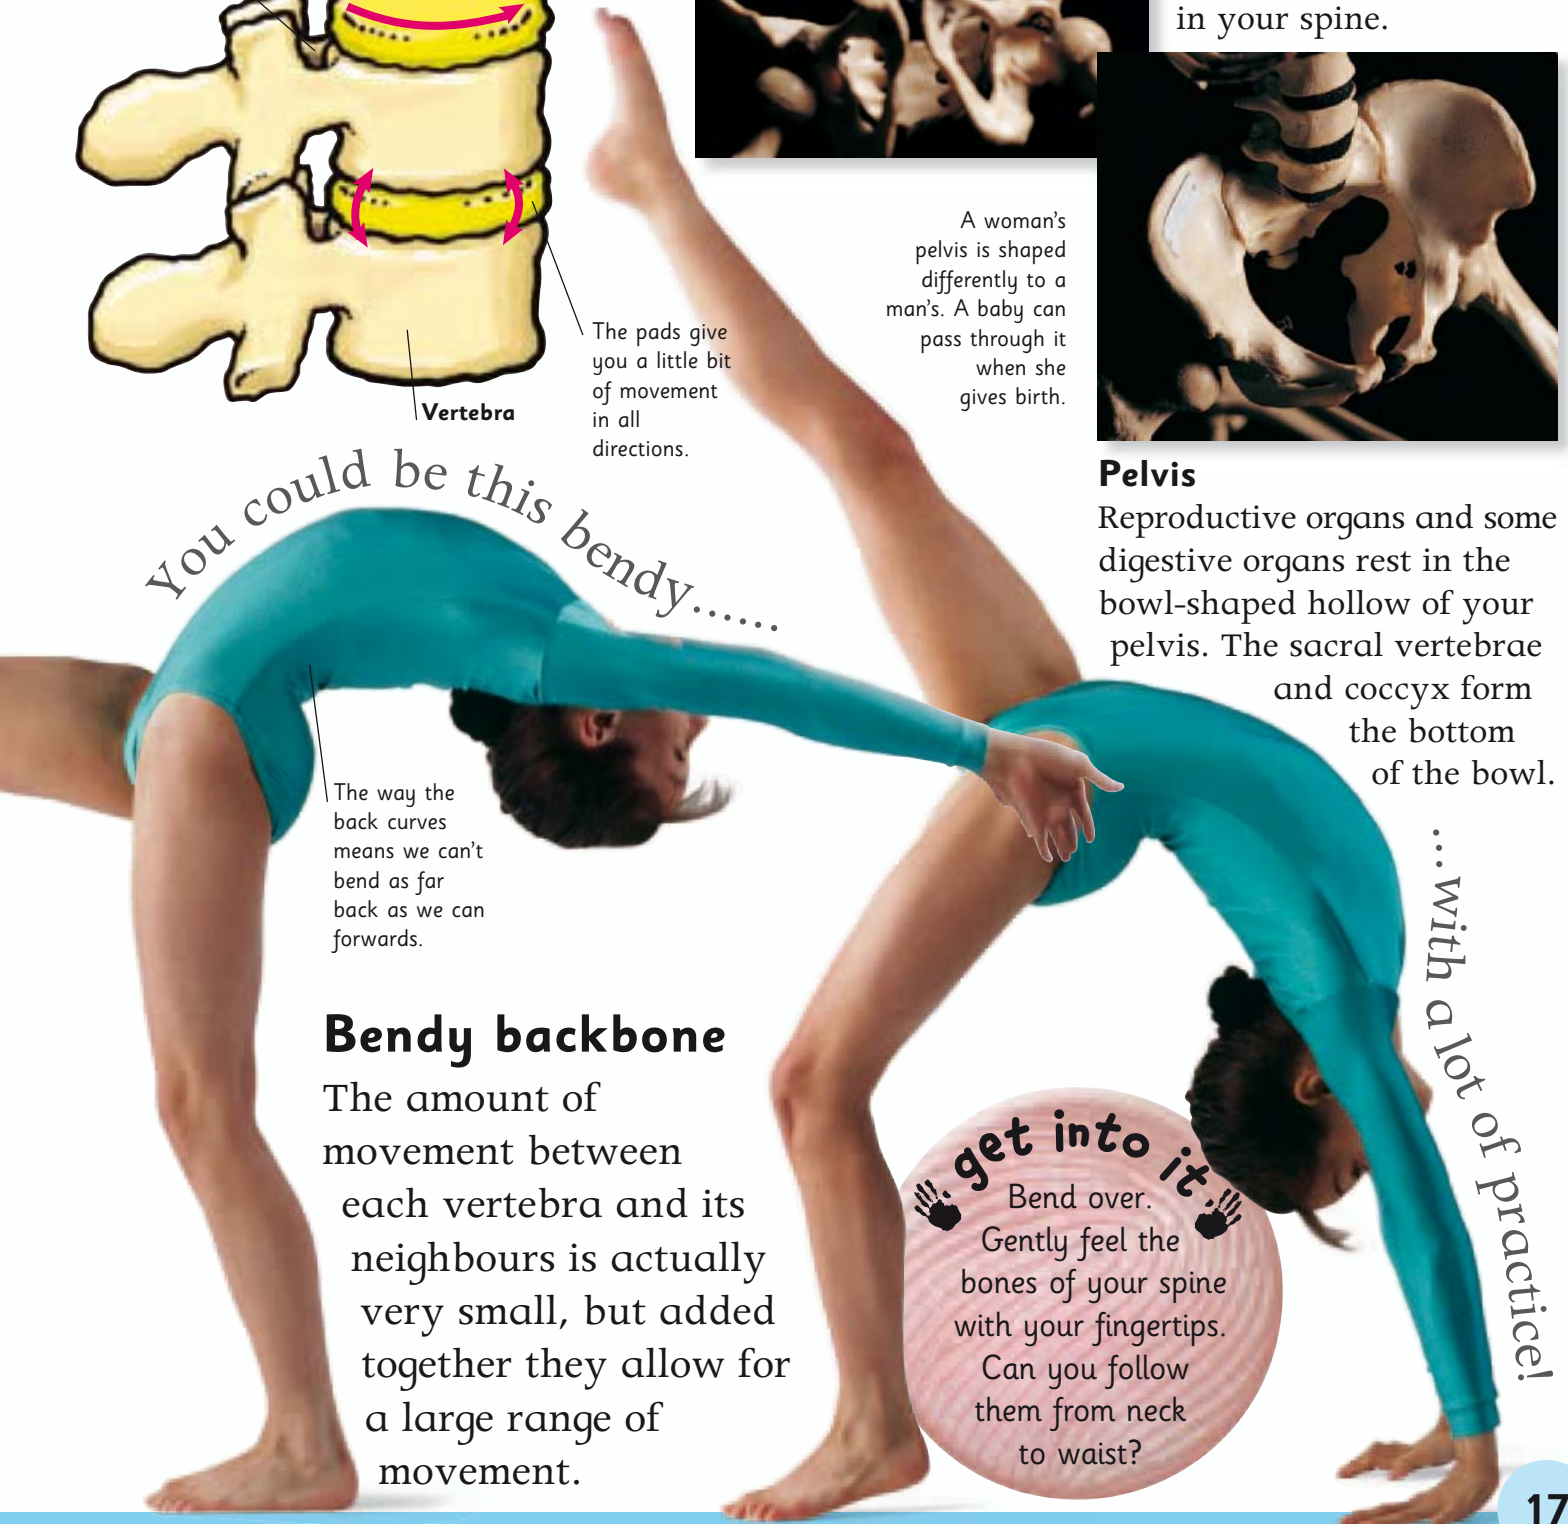 in your spine.
A woman's
pelvis is shaped
differently to a
man's. A baby can
pass through it
when she
gives birth.
The pads give
you a little bit
of movement
in all
directions.
Vertebra
Pelvis
Reproductive organs and some
digestive organs rest in the
bowl-shaped hollow of your
pelvis. The sacral vertebrae
and coccyx form
the bottom
of the bowl.
You could be this bendy......
...with a lot of practice!
The way the
back curves
means we can't
bend as far
back as we can
forwards.
Bendy backbone
The amount of
movement between
each vertebra and its
neighbours is actually
very small, but added
together they allow for
a large range of
movement.
get into it
Bend over.
Gently feel the
bones of your spine
with your fingertips.
Can you follow
them from neck
to waist?
17